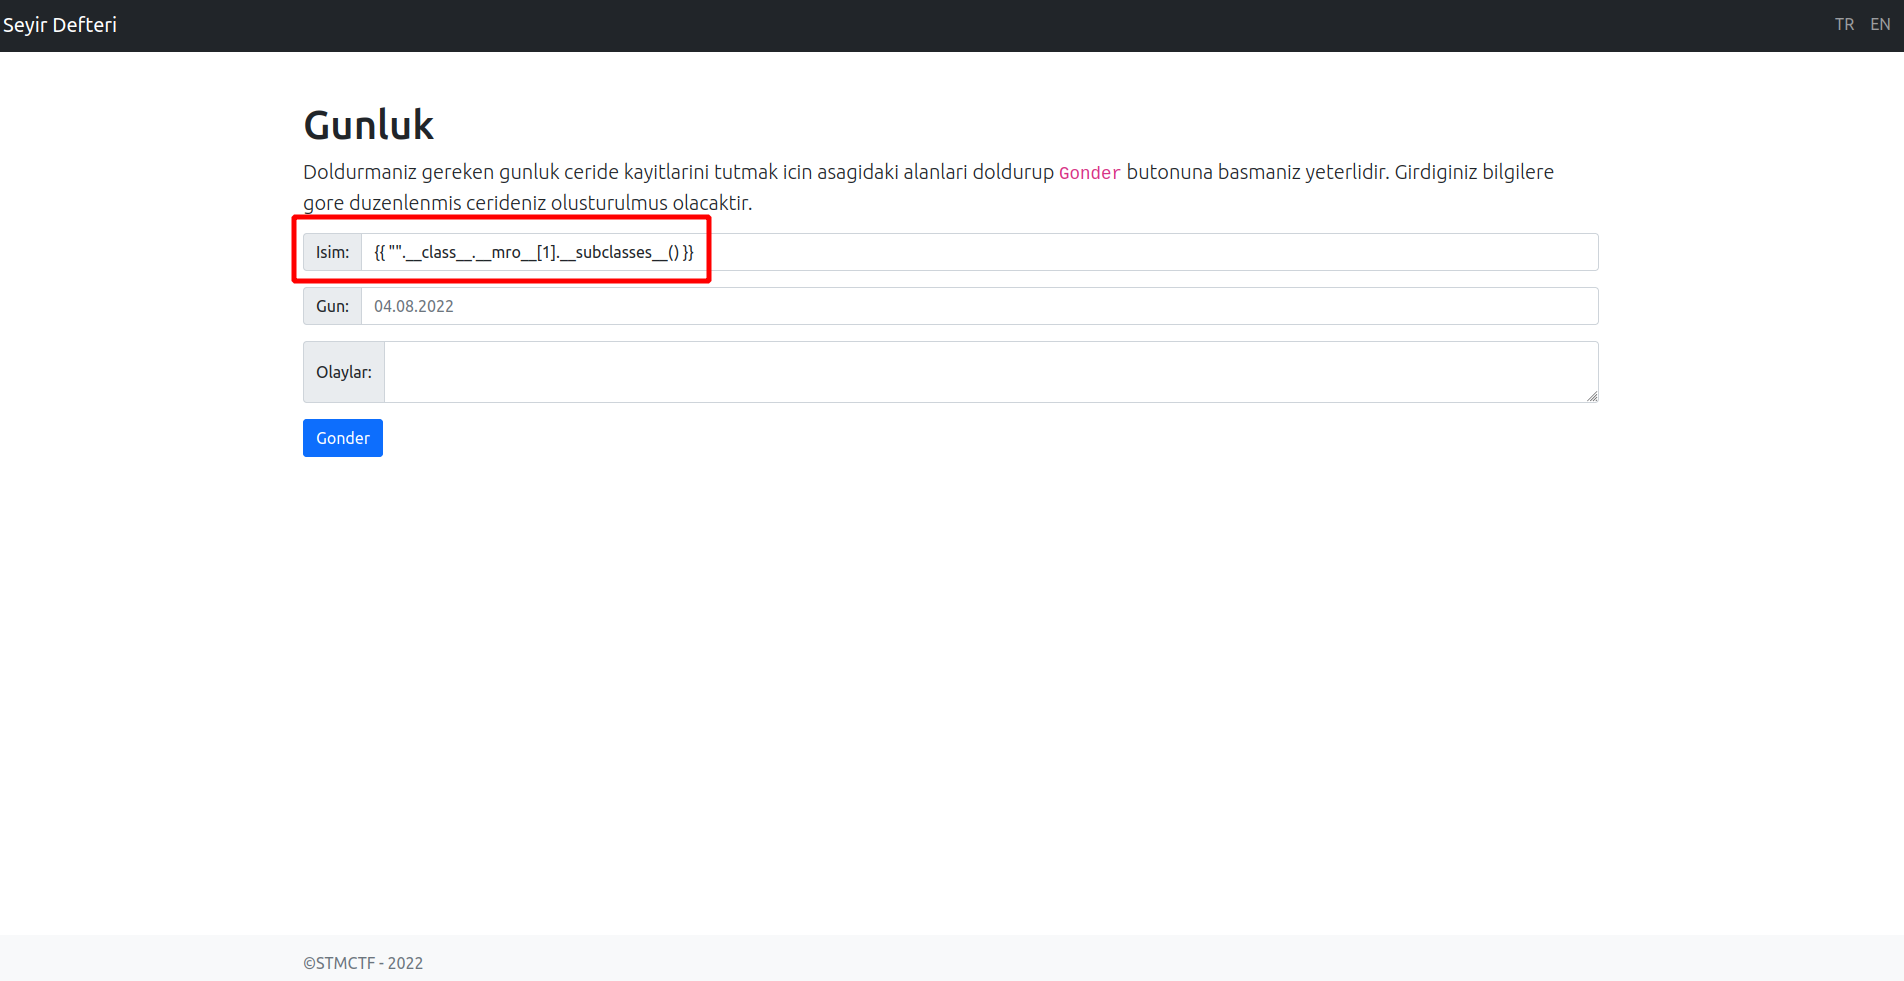 Seyir Defteri TR EN
Gunluk
Doldurmaniz gereken gunluk ceride kayitlarini tutmak icin asagidaki alanlari doldurup Gonder butonuna basmaniz yeterlidir. Girdiginiz bilgilere
gore duzenlenmis cerideniz olusturulmus olacaktir.
Isim: {{ "".__class__.__mro__[1].__subclasses__() }}
Gun: 04.08.2022
Olaylar:
Gonder
©STMCTF - 2022